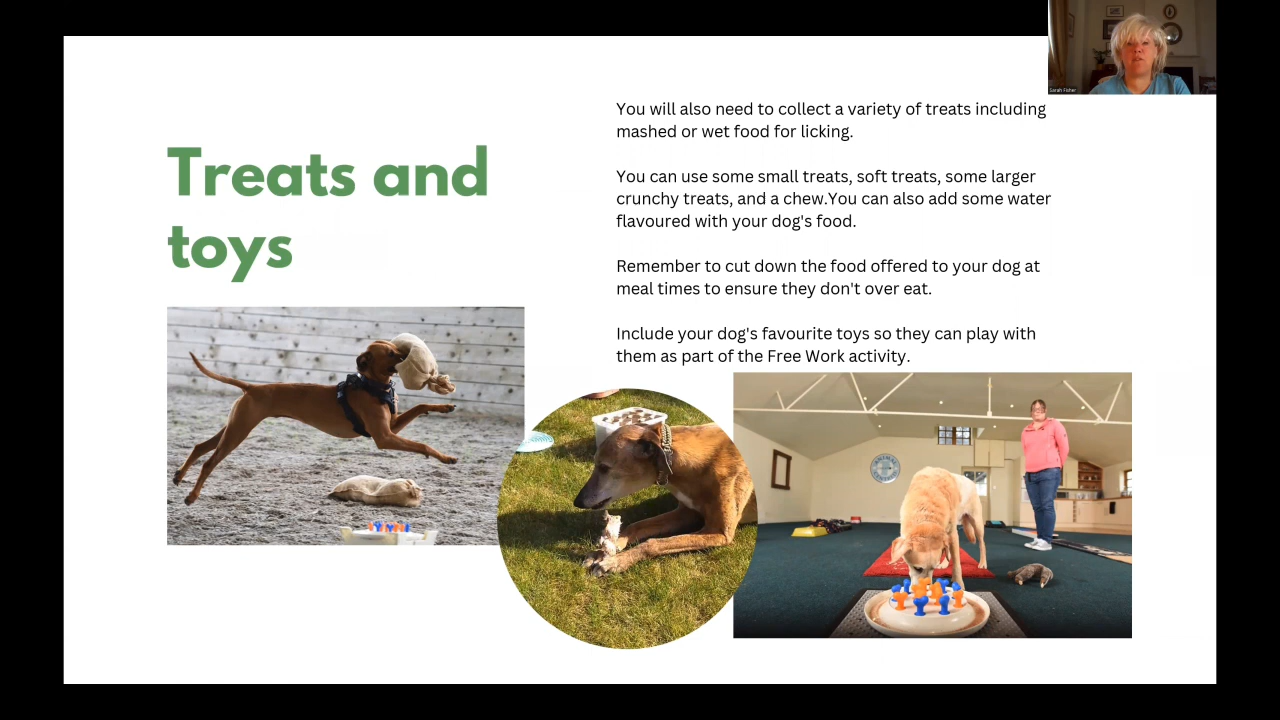 Sarah Fisher
Treats and
toys
You will also need to collect a variety of treats including
mashed or wet food for licking.
You can use some small treats, soft treats, some larger
crunchy treats, and a chew.You can also add some water
flavoured with your dog's food.
Remember to cut down the food offered to your dog at
meal times to ensure they don't over eat.
Include your dog's favourite toys so they can play with
them as part of the Free Work activity.